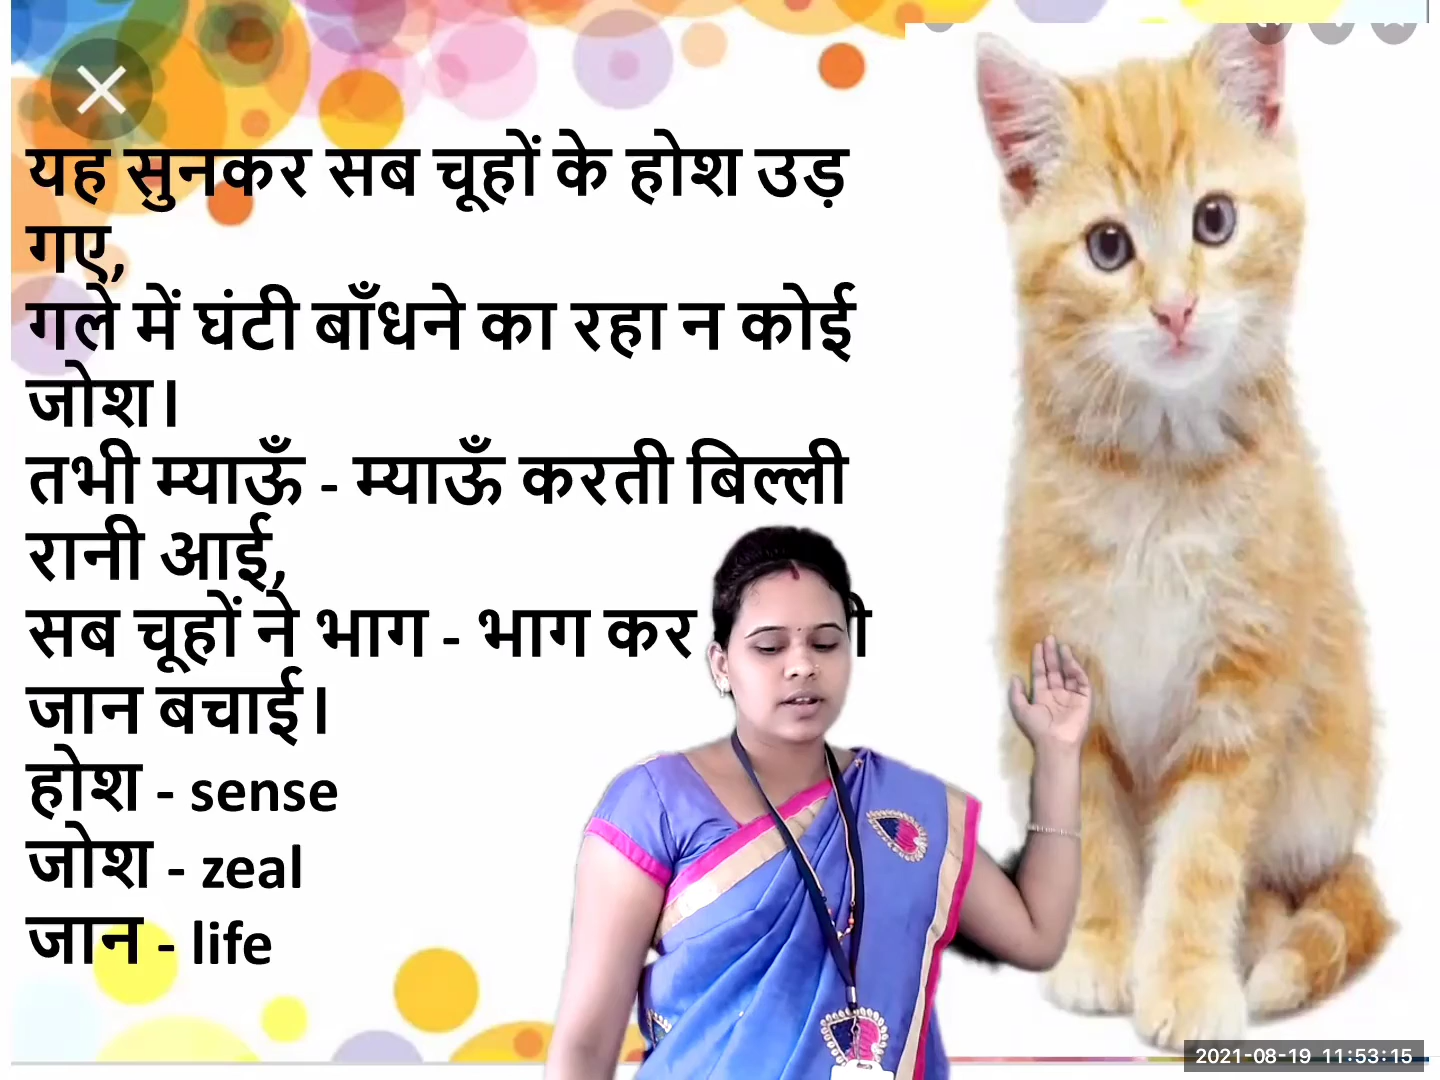 यह सुनकर सब चूहों के होश उड़
गए,
गले में घंटी बाँधने का रहा न कोई
जोश।
तभी म्याऊँ - म्याऊँ करती बिल्ली
रानी आई,
सब चूहों ने भाग - भाग कर
जान बचाई।
होश - sense
जोश - zeal
जान - life
2021-08-19 11:53:15